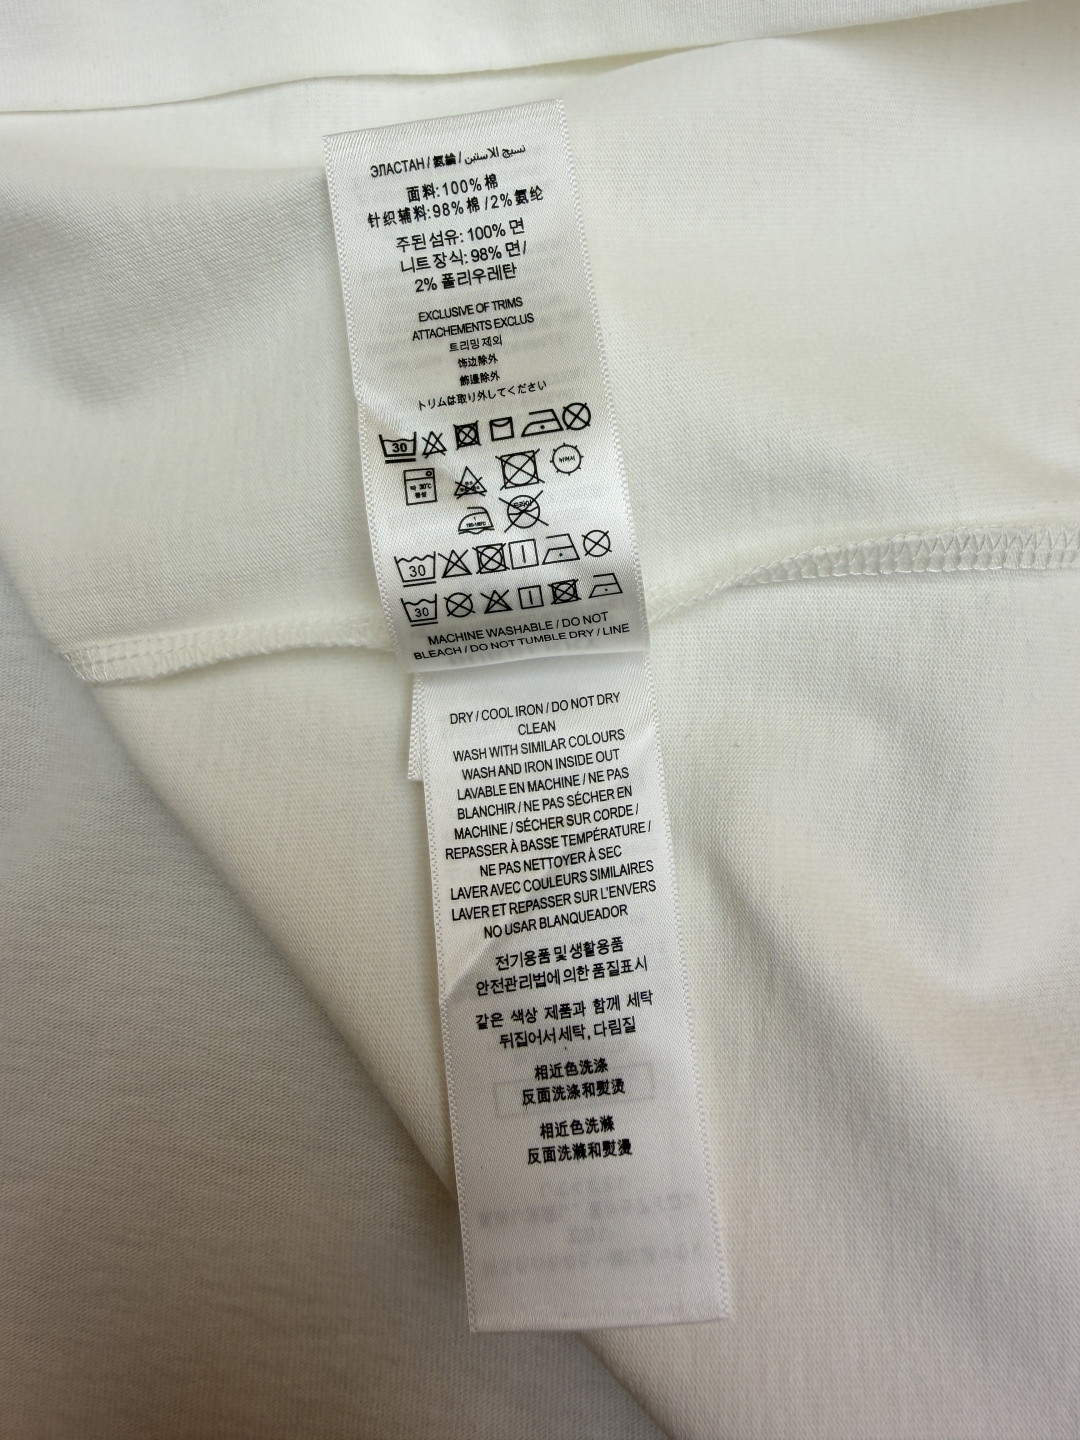 ЭЛАСТАН / 氨綸 / نسيج الاستين
面料:100% 棉
针织辅料:98% 棉 /2% 氨纶
주된 섬유: 100% 면
니트 장식: 98% 면/
2% 폴리우레탄
EXCLUSIVE OF TRIMS
ATTACHEMENTS EXCLUS
트리밍 제외
饰边除外
飾邊除外
トリムは取り外してください
30
약 30℃
중성
30
30
MACHINE WASHABLE / DO NOT
BLEACH / DO NOT TUMBLE DRY / LINE
DRY / COOL IRON / DO NOT DRY
CLEAN
WASH WITH SIMILAR COLOURS
WASH AND IRON INSIDE OUT
LAVABLE EN MACHINE / NE PAS
BLANCHIR / NE PAS SÉCHER EN
MACHINE / SÉCHER SUR CORDE /
REPASSER À BASSE TEMPÉRATURE /
NE PAS NETTOYER À SEC
LAVER AVEC COULEURS SIMILAIRES
LAVER ET REPASSER SUR L'ENVERS
NO USAR BLANQUEADOR
전기용품 및 생활용품
안전관리법에 의한 품질표시
같은 색상 제품과 함께 세탁
뒤집어서 세탁, 다림질
相近色洗涤
反面洗涤和熨烫
相近色洗滌
反面洗滌和熨燙